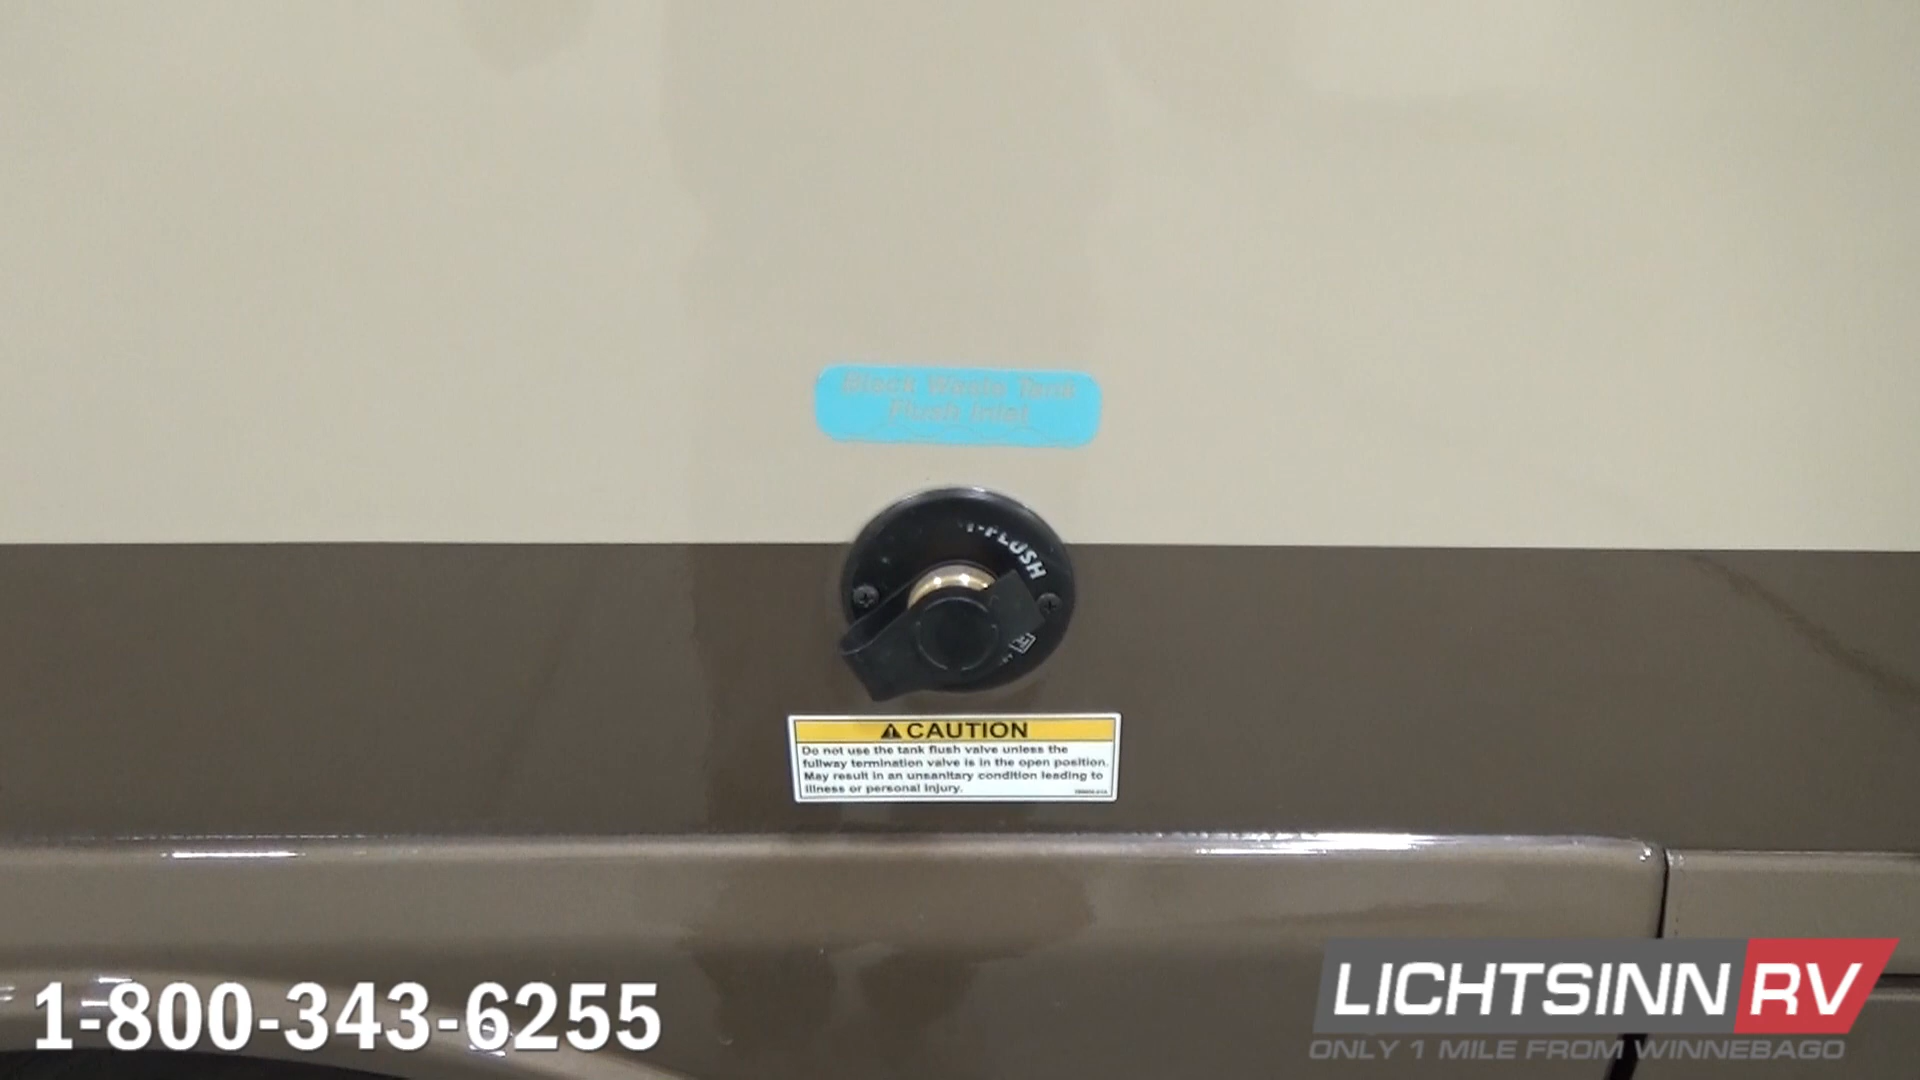 Black Waste Tank
Flush Inlet
-FLUSH
CAUTION
Do not use the tank flush valve unless the
fullway termination valve is in the open position.
May result in an unsanitary condition leading to
illness or personal injury.
1-800-343-6255
LICHTSINN RV
ONLY 1 MILE FROM WINNEBAGO